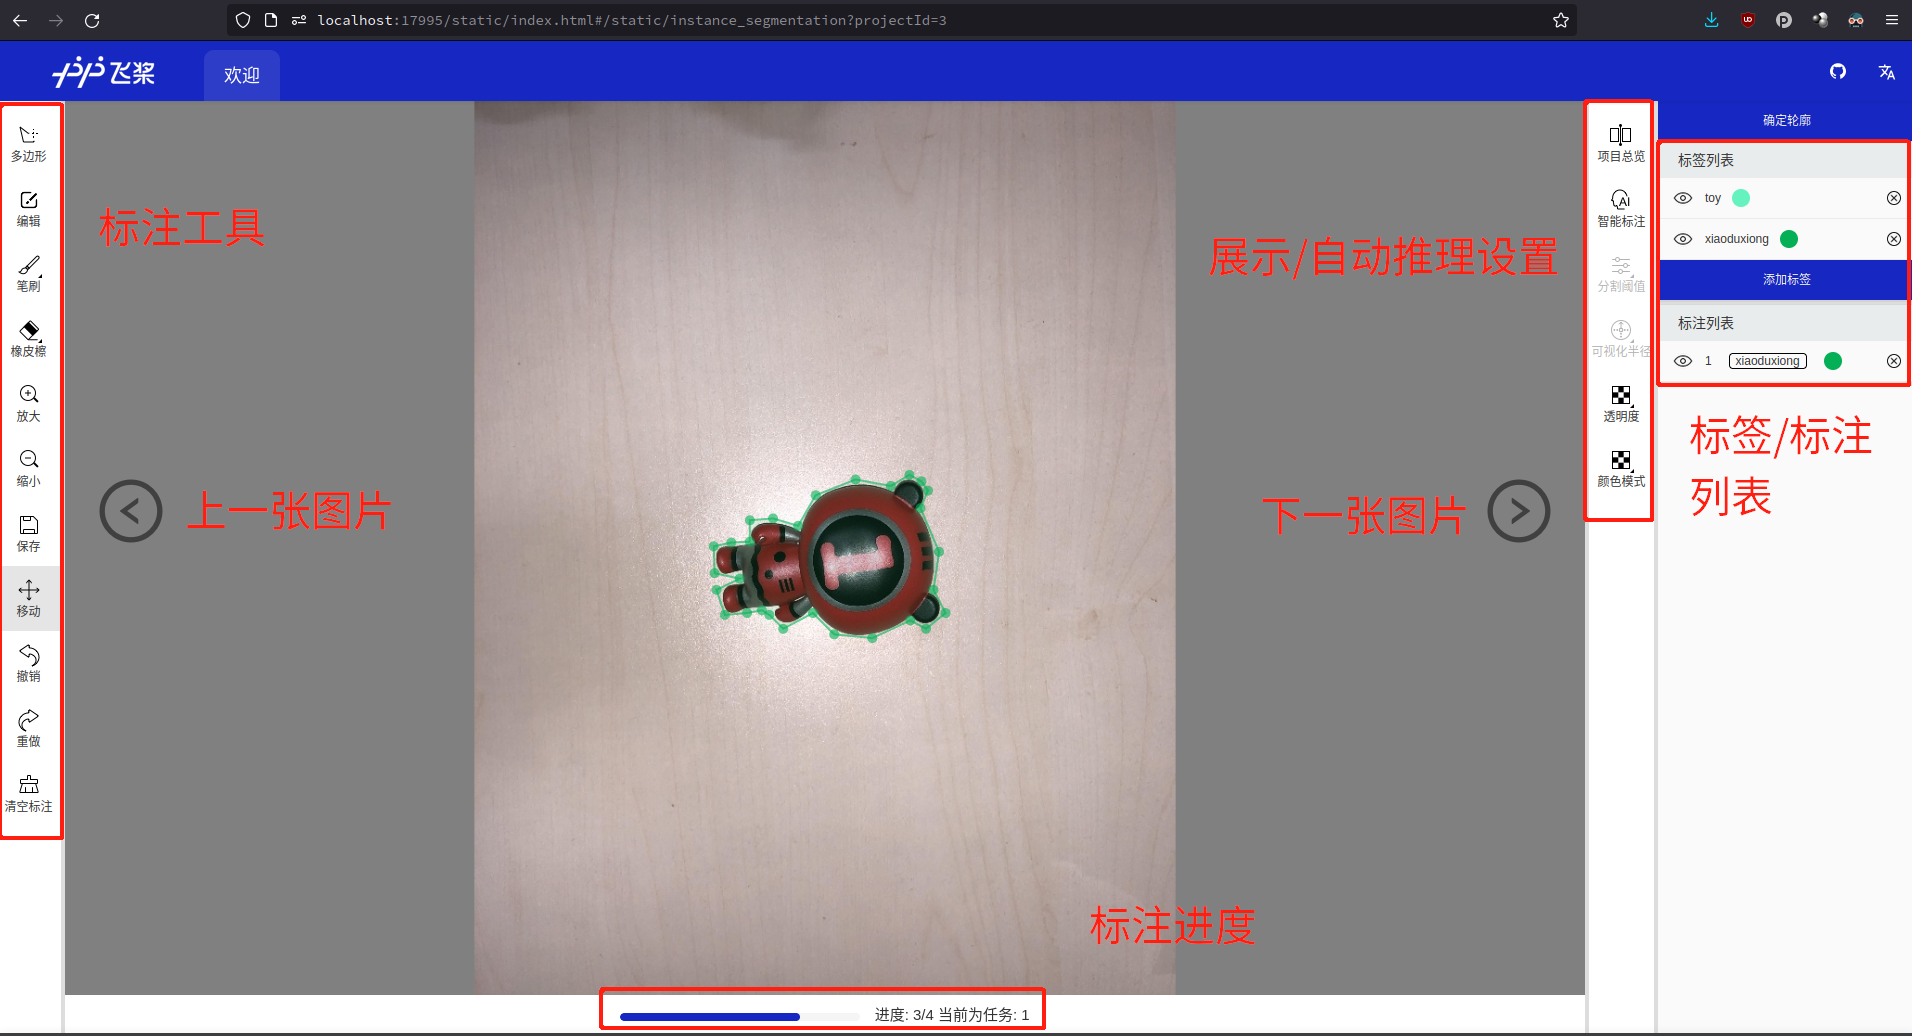 localhost:17995/static/index.html#/static/instance_segmentation?projectId=3
飞桨
欢迎
多边形
编辑
笔刷
橡皮檫
放大
缩小
保存
移动
撤销
重做
清空标注
标注工具
上一张图片
展示/自动推理设置
下一张图片
标注进度
进度: 3/4 当前为任务: 1
项目总览
智能标注
分割阈值
可视化半径
透明度
颜色模式
确定轮廓
标签列表
toy
xiaoduxiong
添加标签
标注列表
1 xiaoduxiong
标签/标注
列表